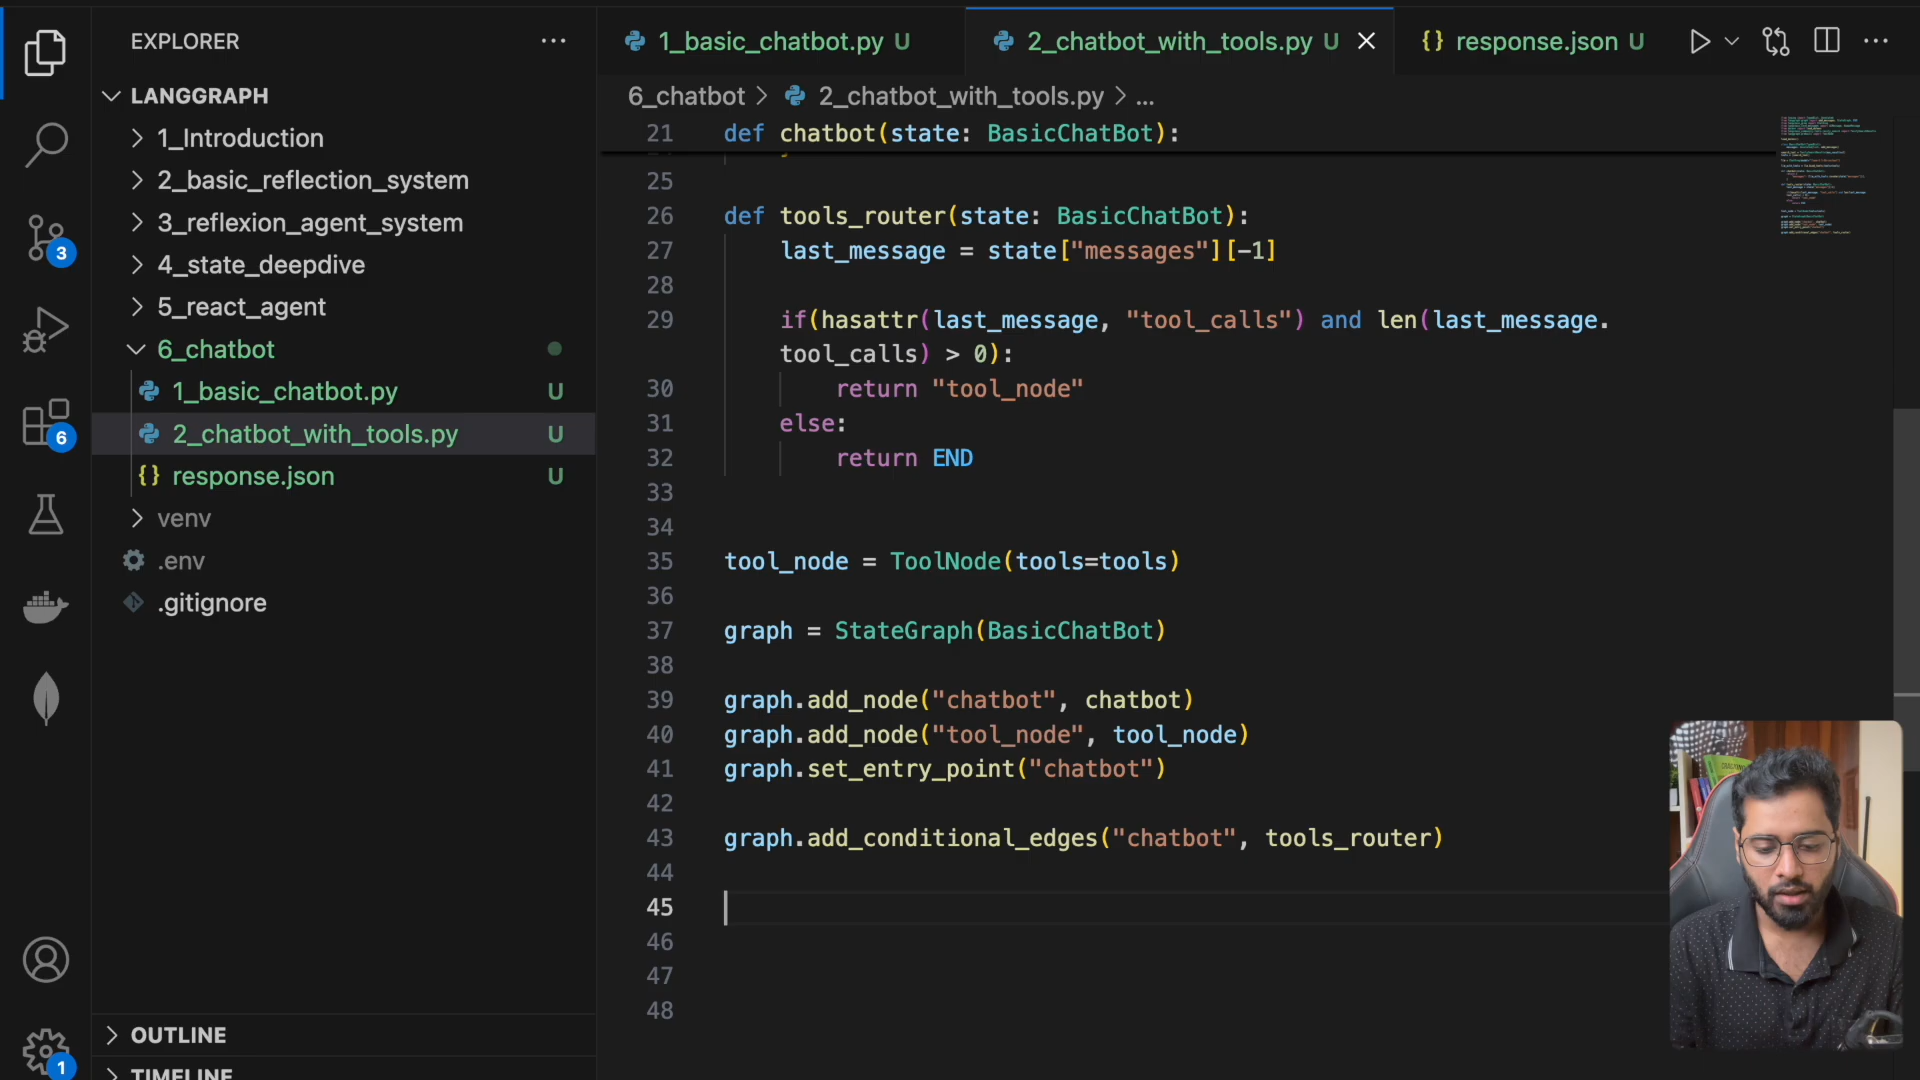 EXPLORER
LANGGRAPH
1_Introduction
2_basic_reflection_system
3_reflexion_agent_system
4_state_deepdive
5_react_agent
6_chatbot
1_basic_chatbot.py U
2_chatbot_with_tools.py U
{} response.json U
venv
.env
.gitignore
OUTLINE
TIMELINE
3
6
1
1_basic_chatbot.py U
2_chatbot_with_tools.py U
{} response.json U
6_chatbot > 2_chatbot_with_tools.py > ...
21 def chatbot(state: BasicChatBot):
25
26 def tools_router(state: BasicChatBot):
27 last_message = state["messages"][-1]
28
29 if(hasattr(last_message, "tool_calls") and len(last_message.
tool_calls) > 0):
30 return "tool_node"
31 else:
32 return END
33
34
35 tool_node = ToolNode(tools=tools)
36
37 graph = StateGraph(BasicChatBot)
38
39 graph.add_node("chatbot", chatbot)
40 graph.add_node("tool_node", tool_node)
41 graph.set_entry_point("chatbot")
42
43 graph.add_conditional_edges("chatbot", tools_router)
44
45
46
47
48